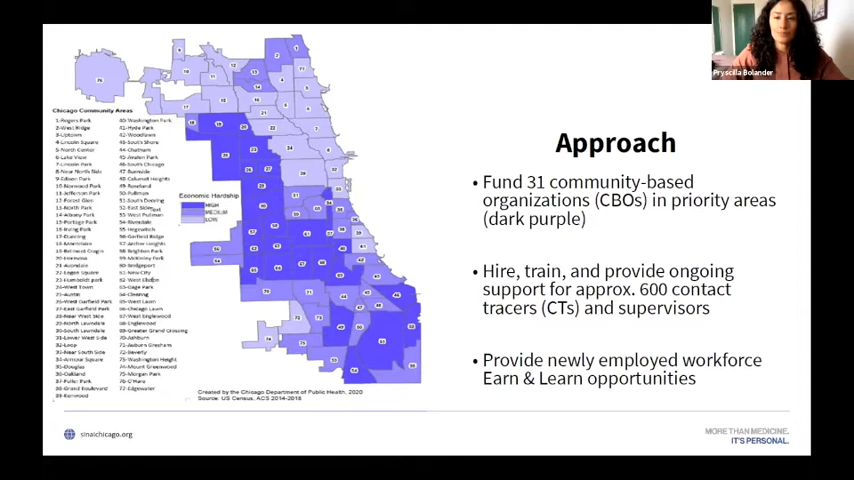 Pryscilla Bolander
Approach
• Fund 31 community-based
organizations (CBOs) in priority areas
(dark purple)
• Hire, train, and provide ongoing
support for approx. 600 contact
tracers (CTs) and supervisors
• Provide newly employed workforce
Earn & Learn opportunities
Chicago Community Areas
1-Rogers Park
2-West Ridge
3-Uptown
4-Lincoln Square
5-North Center
6-Lake View
7-Lincoln Park
8-Near North Side
9-Edison Park
10-Norwood Park
11-Jefferson Park
12-Forest Glen
13-North Park
14-Albany Park
15-Portage Park
16-Irving Park
17-Dunning
18-Montclare
19-Belmont Cragin
20-Hermosa
21-Avondale
22-Logan Square
23-Humboldt park
24-West Town
25-Austin
26-West Garfield Park
27-East Garfield Park
28-Near West Side
29-North Lawndale
30-South Lawndale
31-Lower West Side
32-Loop
33-Near South Side
34-Armour Square
35-Douglas
36-Oakland
37-Fuller Park
38-Grand Boulevard
39-Kenwood
40-Washington Park
41-Hyde Park
42-Woodlawn
43-South Shore
44-Chatham
45-Avalon Park
46-South Chicago
47-Burnside
48-Calumet Heights
49-Roseland
50-Pullman
51-South Deering
52-East Side
53-West Pullman
54-Riverdale
55-Hegewisch
56-Garfield Ridge
57-Archer Heights
58-Brighton Park
59-McKinley Park
60-Bridgeport
61-New City
62-West Elsdon
63-Gage Park
64-Clearing
65-West Lawn
66-Chicago Lawn
67-West Englewood
68-Englewood
69-Greater Grand Crossing
70-Ashburn
71-Auburn Gresham
72-Beverly
73-Washington Height
74-Mount Greenwood
75-Morgan Park
76-O'Hare
77-Edgewater
Economic Hardship
HIGH
MEDIUM
LOW
Created by the Chicago Department of Public Health, 2020
Source: US Census, ACS 2014-2018
sinaichicago.org
MORE THAN MEDICINE.
IT'S PERSONAL.